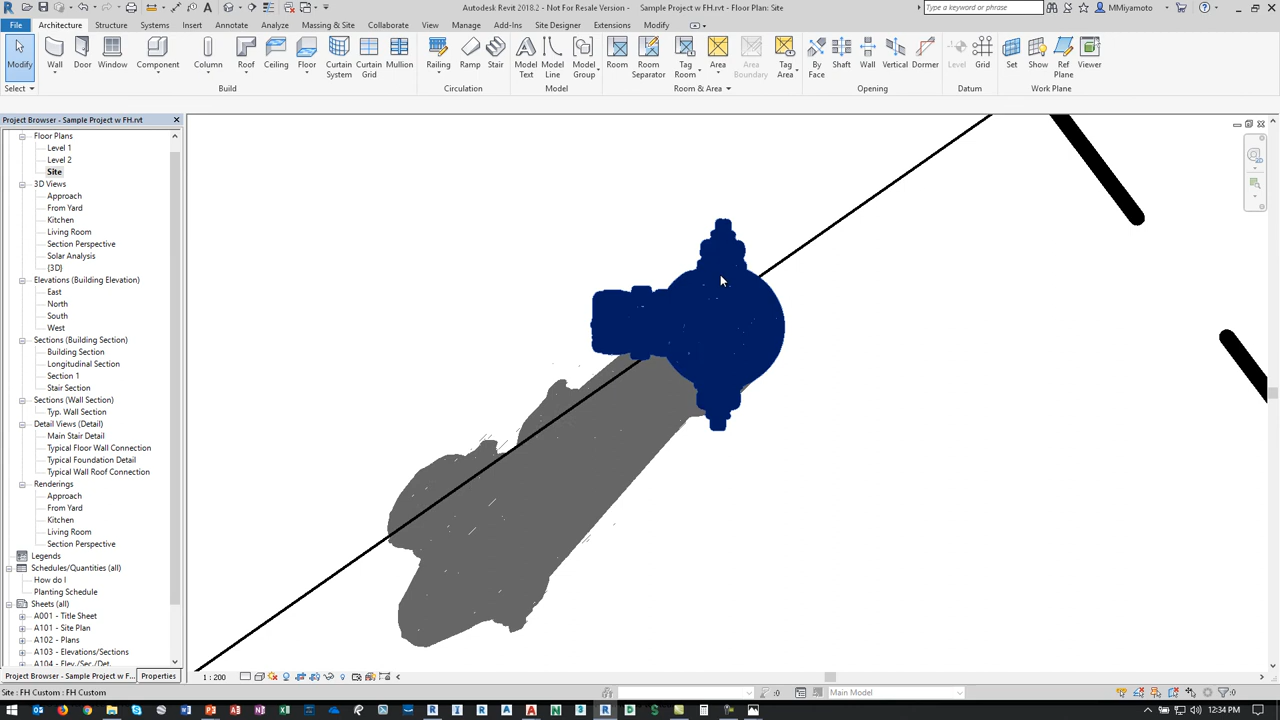 Autodesk Revit 2018.2 - Not For Resale Version - Sample Project w FH.rvt - Floor Plan: Site
Type a keyword or phrase
MMiyamoto
File Architecture Structure Systems Insert Annotate Analyze Massing & Site Collaborate View Manage Add-Ins Site Designer Extensions Modify
Modify Wall Door Window Component Column Roof Ceiling Floor Curtain System Curtain Grid Mullion Railing Ramp Stair Model Text Model Line Model Group Room Room Separator Tag Room Area Area Boundary Tag Area By Face Shaft Wall Vertical Dormer Level Grid Set Show Ref Plane Viewer
Select Build Circulation Model Room & Area Opening Datum Work Plane
Project Browser - Sample Project w FH.rvt
Floor Plans
Level 1
Level 2
Site
3D Views
Approach
From Yard
Kitchen
Living Room
Section Perspective
Solar Analysis
{3D}
Elevations (Building Elevation)
East
North
South
West
Sections (Building Section)
Building Section
Longitudinal Section
Section 1
Stair Section
Sections (Wall Section)
Typ. Wall Section
Detail Views (Detail)
Main Stair Detail
Typical Floor Wall Connection
Typical Foundation Detail
Typical Wall Roof Connection
Renderings
Approach
From Yard
Kitchen
Living Room
Section Perspective
Legends
Schedules/Quantities (all)
How do I
Planting Schedule
Sheets (all)
A001 - Title Sheet
A101 - Site Plan
A102 - Plans
A103 - Elevations/Sections
A104 - Elev./Sec./Det.
Project Browser - Sample Project w F... Properties
1 : 200
Site : FH Custom : FH Custom
:0
Main Model
:0
12:34 PM